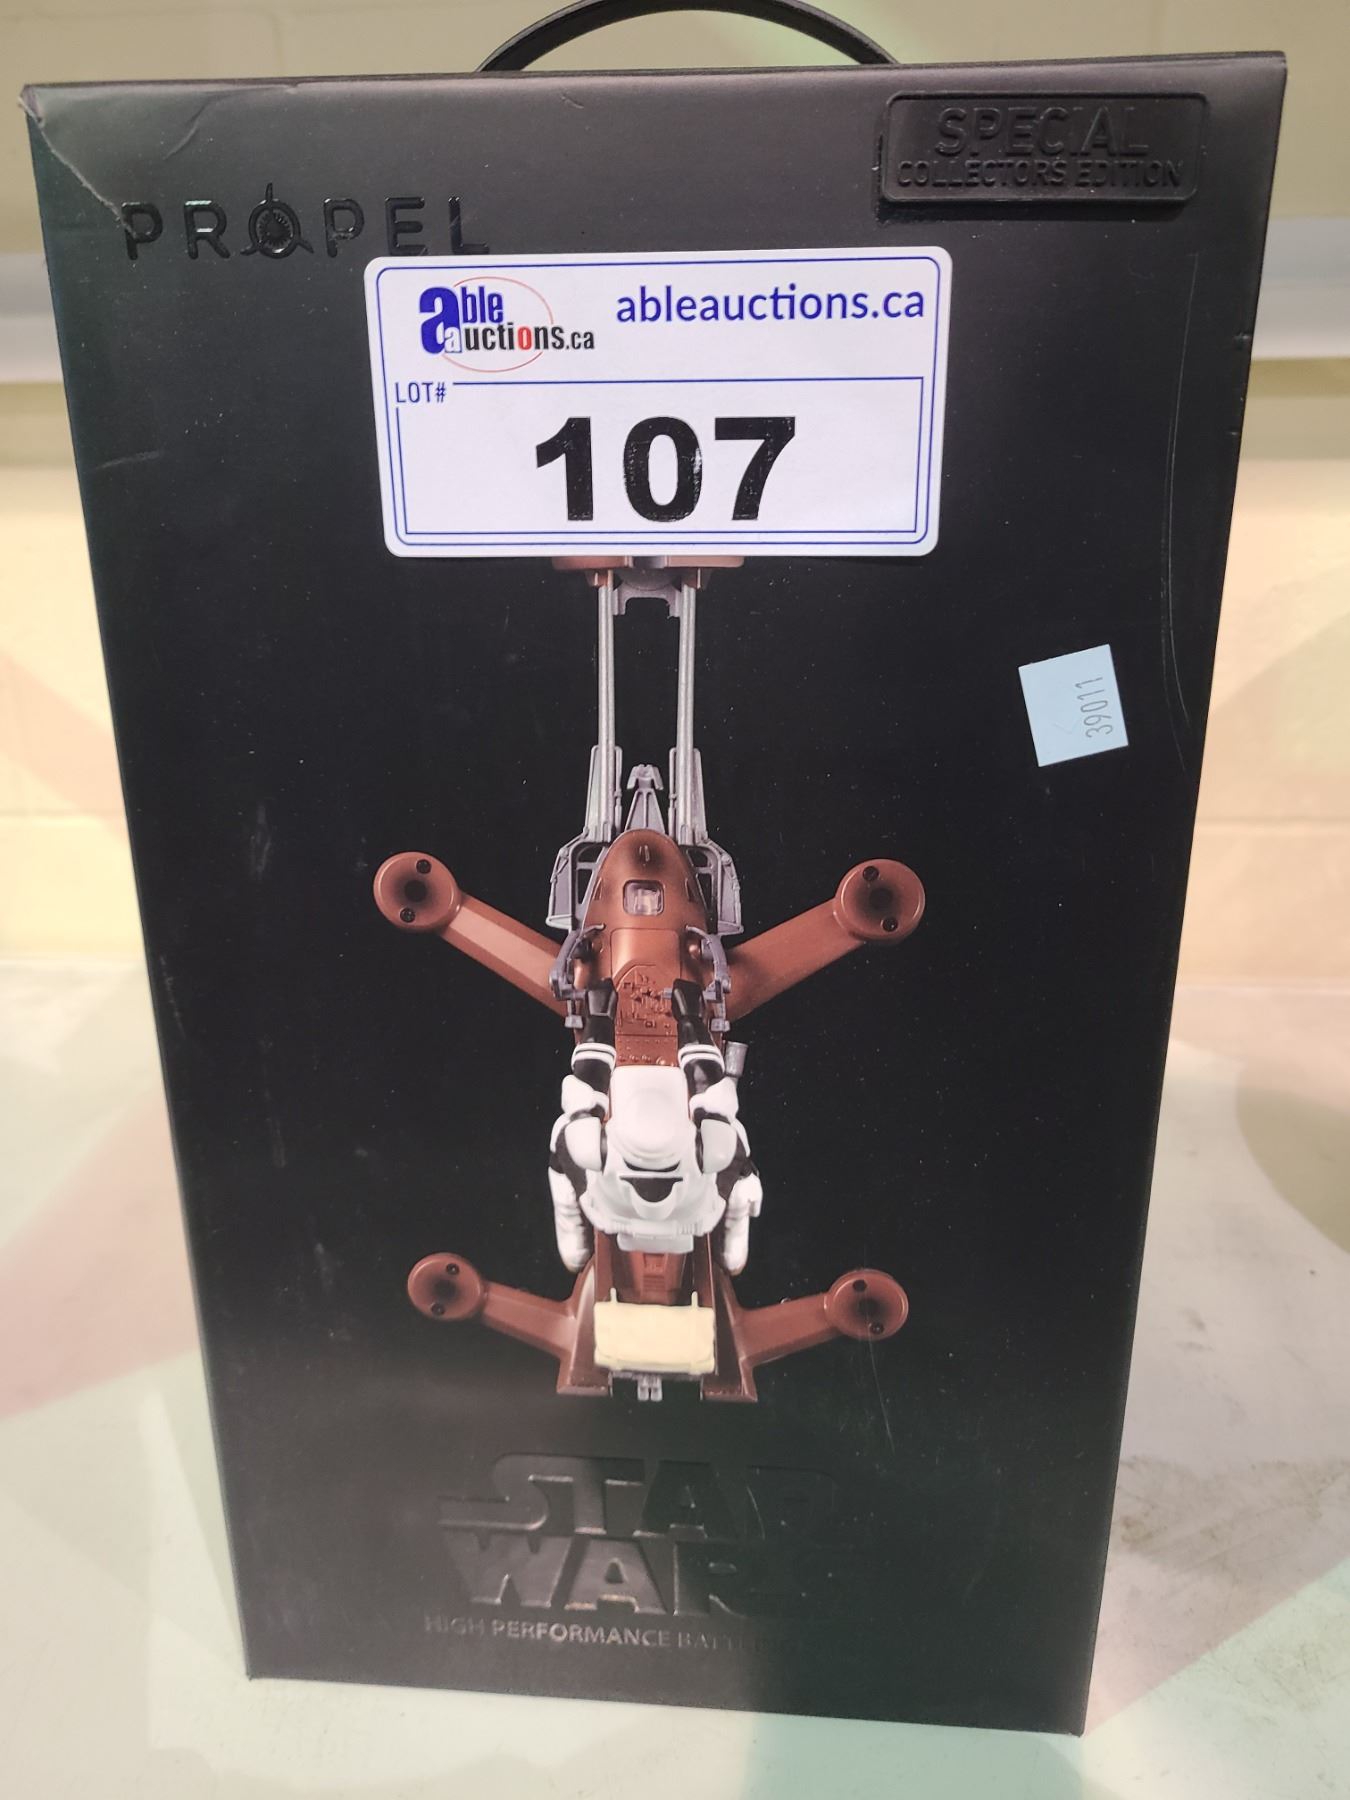 SPECIAL
COLLECTORS EDITION
PROPEL
able
auctions.ca
ableauctions.ca
LOT#
107
39011
STAR
WARS
HIGH PERFORMANCE